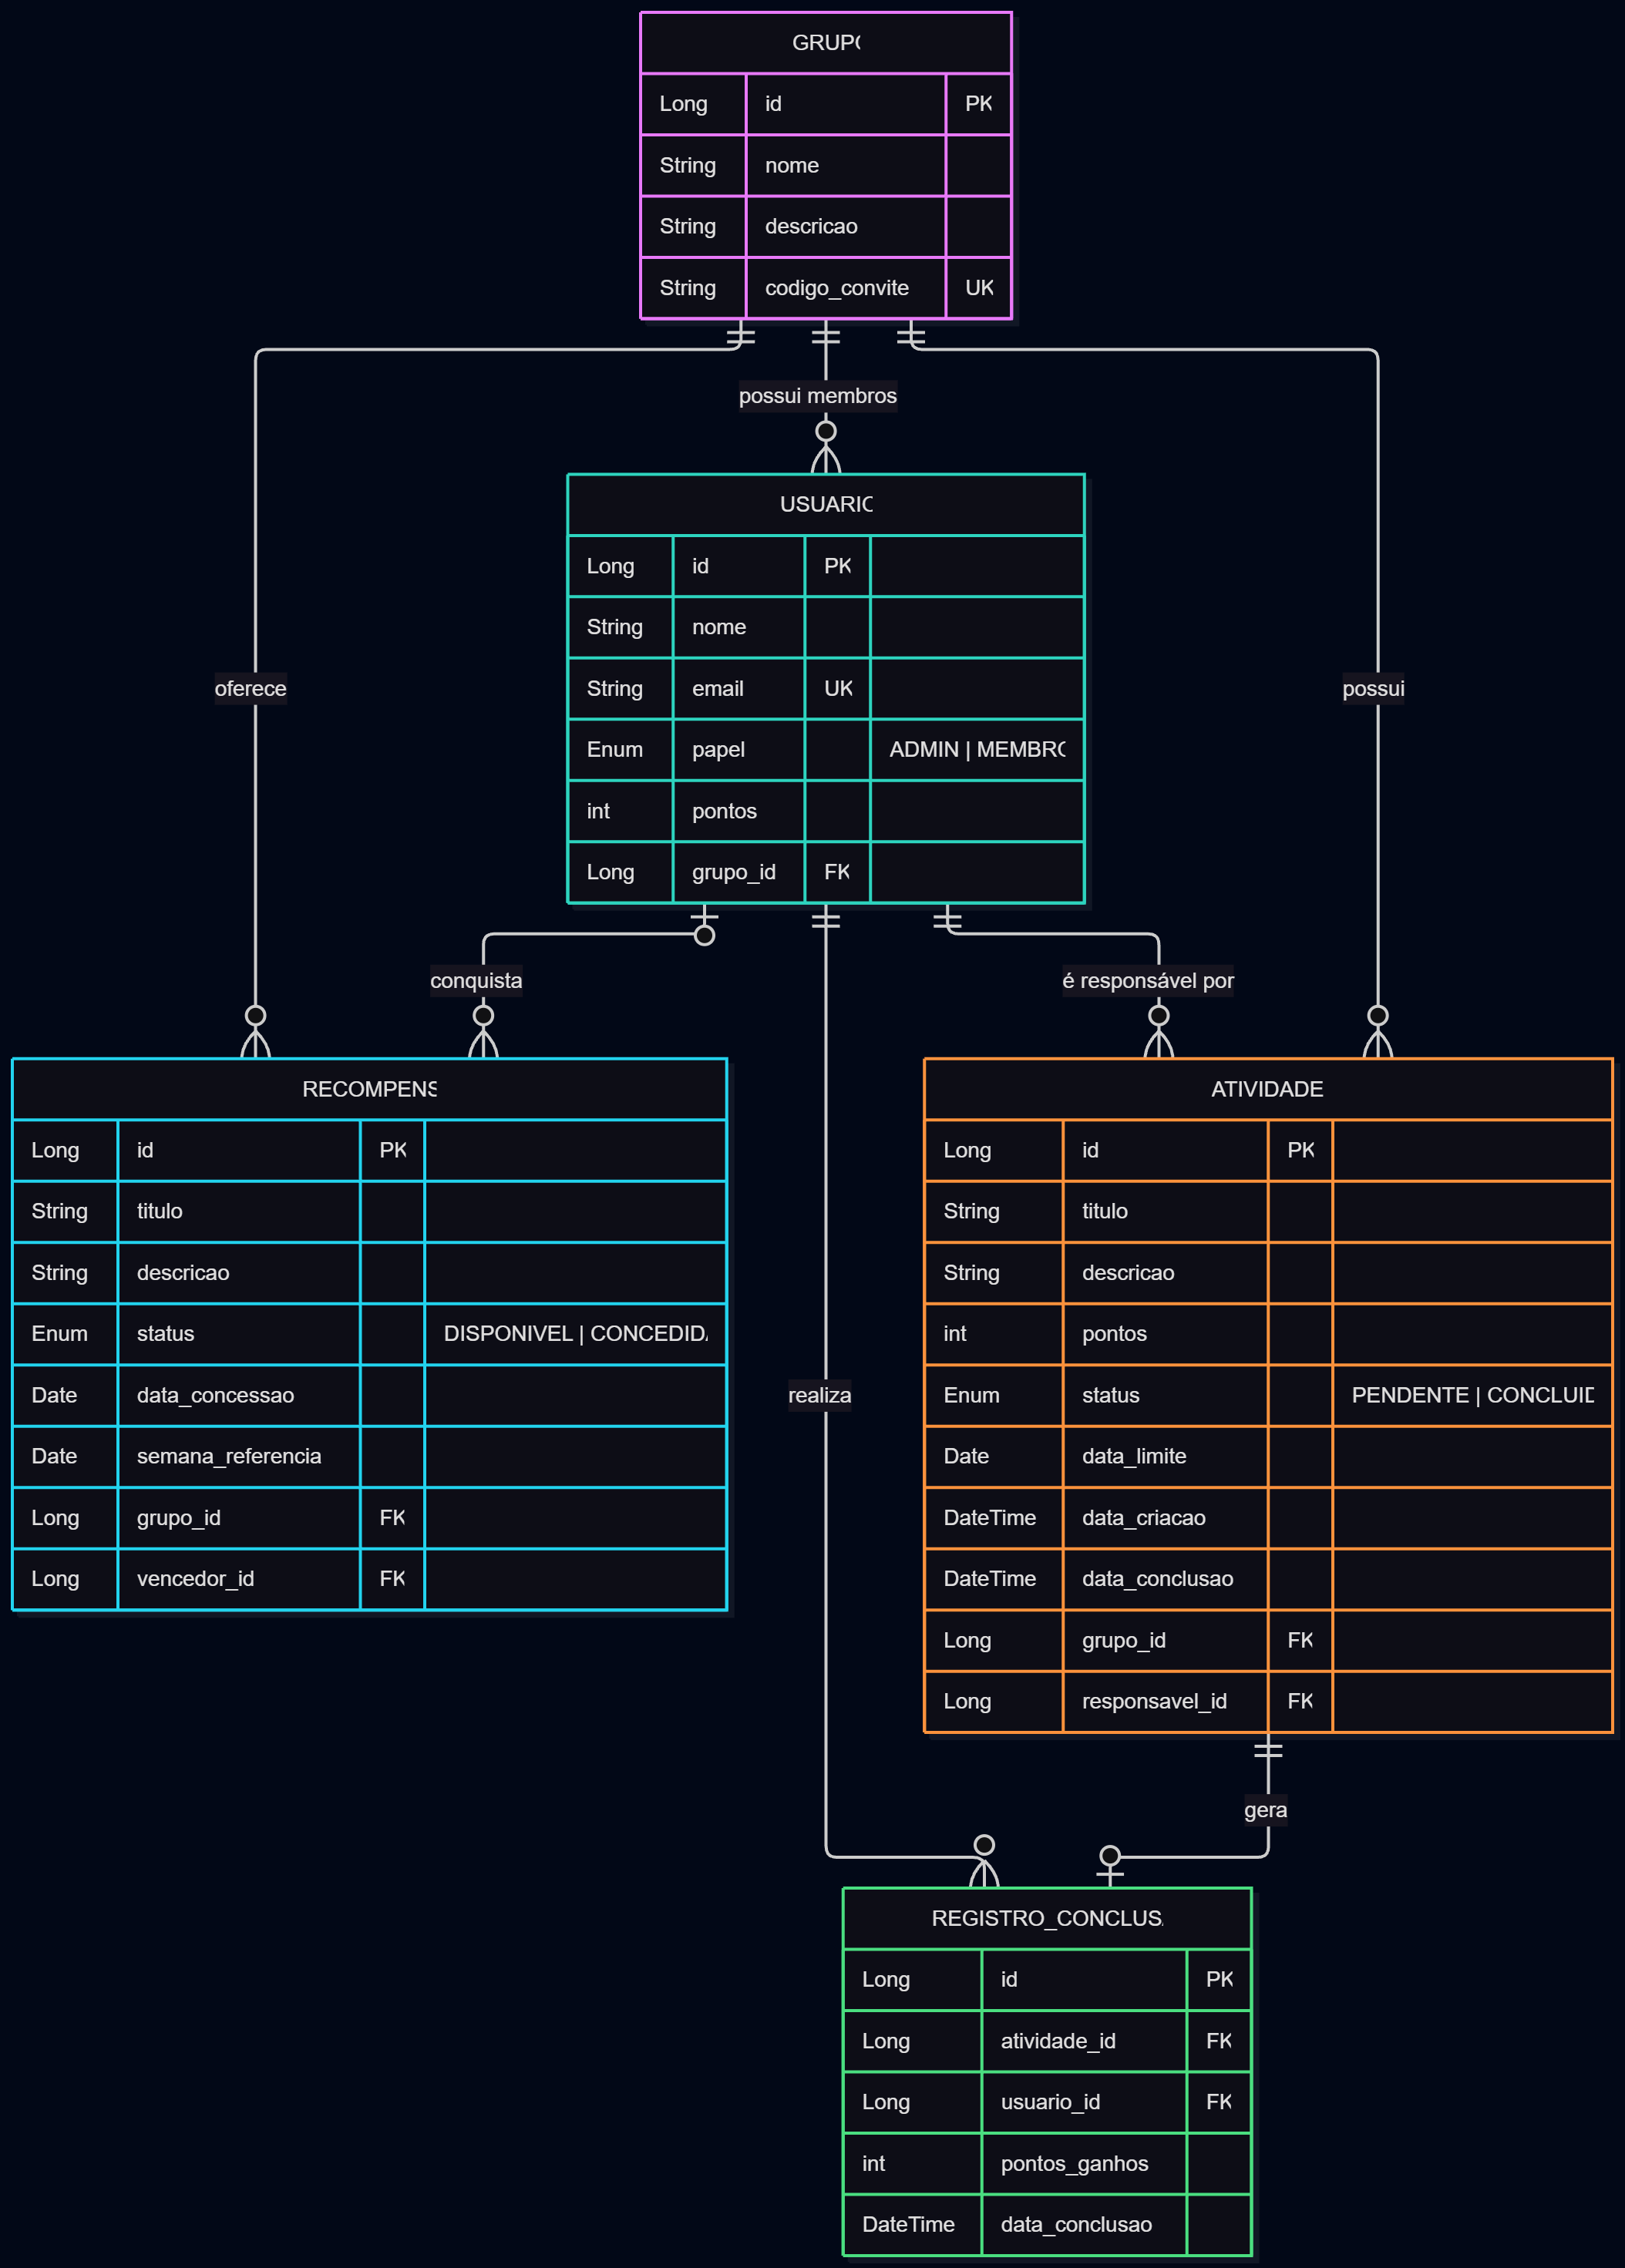 GRUPO
Long id PK
String nome
String descricao
String codigo_convite UK
possui membros
USUARIO
Long id PK
String nome
String email UK
Enum papel ADMIN | MEMBRO
int pontos
Long grupo_id FK
oferece
possui
conquista
é responsável por
RECOMPENS
Long id PK
String titulo
String descricao
Enum status DISPONIVEL | CONCEDIDA
Date data_concessao
Date semana_referencia
Long grupo_id FK
Long vencedor_id FK
realiza
ATIVIDADE
Long id PK
String titulo
String descricao
int pontos
Enum status PENDENTE | CONCLUID
Date data_limite
DateTime data_criacao
DateTime data_conclusao
Long grupo_id FK
Long responsavel_id FK
gera
REGISTRO_CONCLUS
Long id PK
Long atividade_id FK
Long usuario_id FK
int pontos_ganhos
DateTime data_conclusao